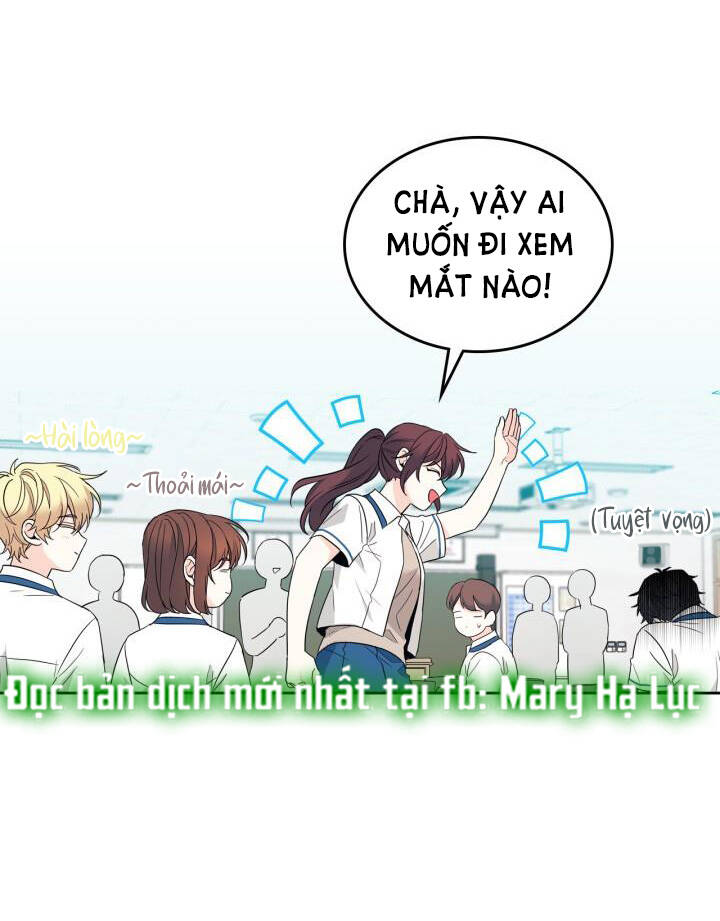 CHÀ, VẬY AI
MUỐN ĐI XEM
MẮT NÀO!
~Hài lòng~
~Thoải mái~
(Tuyệt vọng)
Đọc bản dịch mới nhất tại fb: Mary Hạ Lục